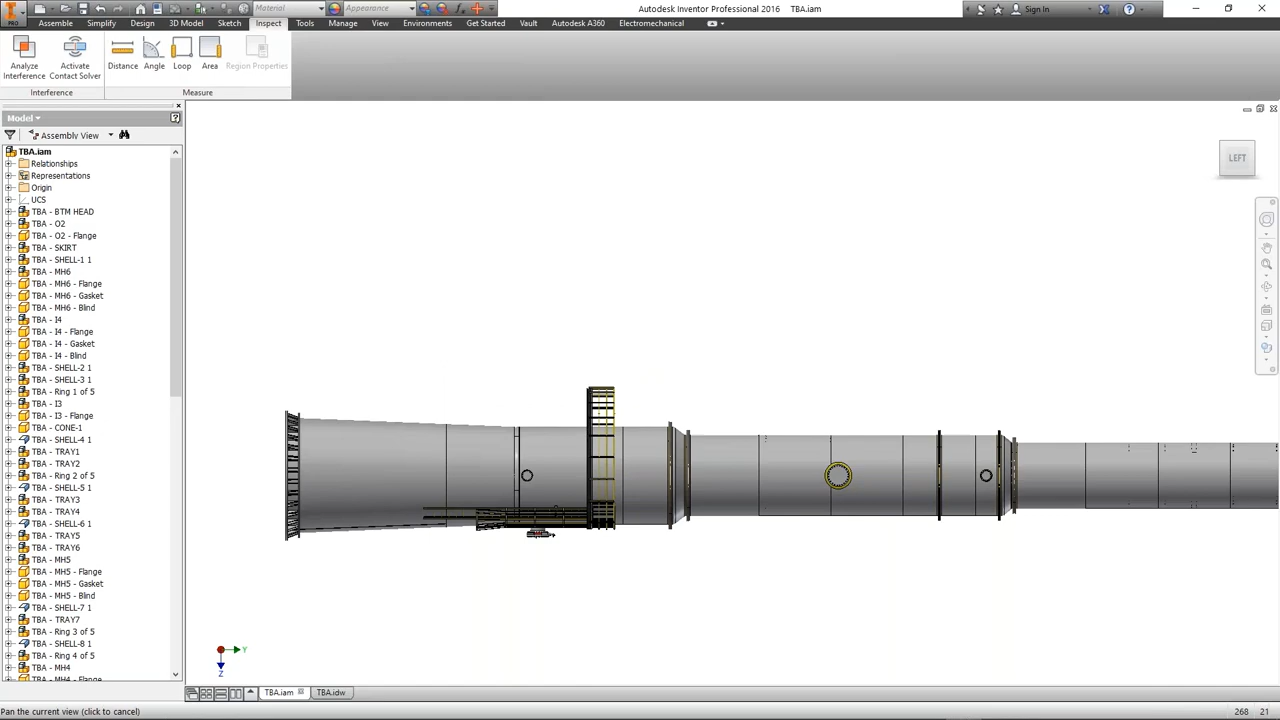 Material
Appearance
Autodesk Inventor Professional 2016 TBA.iam
Sign In
PRO
Assemble Simplify Design 3D Model Sketch Inspect Tools Manage View Environments Get Started Vault Autodesk A360 Electromechanical
Analyze Interference
Activate Contact Solver
Distance
Angle
Loop
Area
Region Properties
Interference
Measure
Model
Assembly View
TBA.iam
Relationships
Representations
Origin
UCS
TBA - BTM HEAD
TBA - O2
TBA - O2 - Flange
TBA - SKIRT
TBA - SHELL-1 1
TBA - MH6
TBA - MH6 - Flange
TBA - MH6 - Gasket
TBA - MH6 - Blind
TBA - I4
TBA - I4 - Flange
TBA - I4 - Gasket
TBA - I4 - Blind
TBA - SHELL-2 1
TBA - SHELL-3 1
TBA - Ring 1 of 5
TBA - I3
TBA - I3 - Flange
TBA - CONE-1
TBA - SHELL-4 1
TBA - TRAY1
TBA - TRAY2
TBA - Ring 2 of 5
TBA - SHELL-5 1
TBA - TRAY3
TBA - TRAY4
TBA - SHELL-6 1
TBA - TRAY5
TBA - TRAY6
TBA - MH5
TBA - MH5 - Flange
TBA - MH5 - Gasket
TBA - MH5 - Blind
TBA - SHELL-7 1
TBA - TRAY7
TBA - Ring 3 of 5
TBA - SHELL-8 1
TBA - Ring 4 of 5
TBA - MH4
TBA - MH4 - Flange
LEFT
Y
Z
TBA.iam
TBA.idw
Pan the current view (click to cancel)
268 21